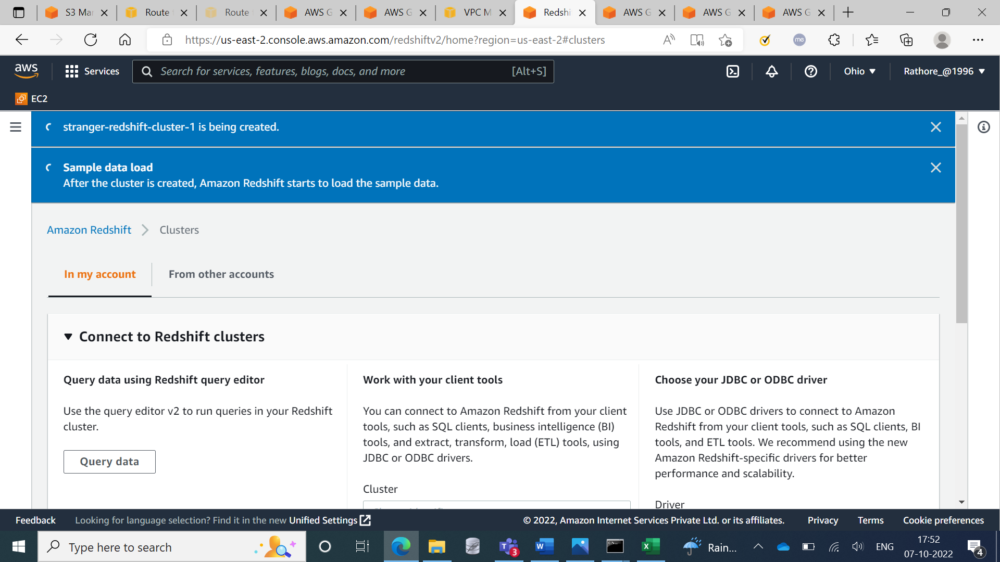 S3 Mar
Route
Route
AWS G
AWS G
VPC M
Redshi
AWS G
AWS G
AWS G
https://us-east-2.console.aws.amazon.com/redshiftv2/home?region=us-east-2#clusters
me
aws
Services
Search for services, features, blogs, docs, and more
[Alt+S]
Ohio
Rathore_@1996
EC2
stranger-redshift-cluster-1 is being created.
Sample data load
After the cluster is created, Amazon Redshift starts to load the sample data.
Amazon Redshift
Clusters
In my account
From other accounts
Connect to Redshift clusters
Query data using Redshift query editor
Use the query editor v2 to run queries in your Redshift
cluster.
Query data
Work with your client tools
You can connect to Amazon Redshift from your client
tools, such as SQL clients, business intelligence (BI)
tools, and extract, transform, load (ETL) tools, using
JDBC or ODBC drivers.
Cluster
Choose your JDBC or ODBC driver
Use JDBC or ODBC drivers to connect to Amazon
Redshift from your client tools, such as SQL clients, BI
tools, and ETL tools. We recommend using the new
Amazon Redshift-specific drivers for better
performance and scalability.
Driver
Feedback
Looking for language selection? Find it in the new Unified Settings
© 2022, Amazon Internet Services Private Ltd. or its affiliates.
Privacy
Terms
Cookie preferences
Type here to search
3
Rain...
ENG
17:52
07-10-2022
4